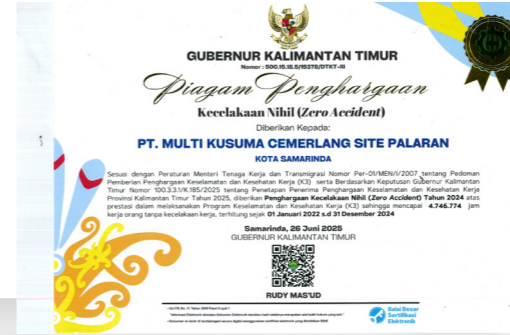 GUBERNUR KALIMANTAN TIMUR
Nomor : 500.15.18.5/15378/DTKT-III
Piagam Penghargaan
Kecelakaan Nihil (Zero Accident)
Diberikan Kepada:
PT. MULTI KUSUMA CEMERLANG SITE PALARAN
KOTA SAMARINDA
Sesuai dengan Peraturan Menteri Tenaga Kerja dan Transmigrasi Nomor Per-01/MEN/I/2007 tentang Pedoman
Pemberian Penghargaan Keselamatan dan Kesehatan Kerja (K3) serta Berdasarkan Keputusan Gubernur Kalimantan
Timur Nomor 100.3.3.1/K.185/2025 tentang Penetapan Penerima Penghargaan Keselamatan dan Kesehatan Kerja
Provinsi Kalimantan Timur Tahun 2025, diberikan Penghargaan Kecelakaan Nihil (Zero Accident) Tahun 2024 atas
prestasi dalam melaksanakan Program Keselamatan dan Kesehatan Kerja (K3) sehingga mencapai 4.746.774 jam
kerja orang tanpa kecelakaan kerja, terhitung sejak 01 Januari 2022 s.d 31 Desember 2024
Samarinda, 26 Juni 2025
GUBERNUR KALIMANTAN TIMUR
RUDY MAS'UD
Balai Besar
Sertifikasi
Elektronik